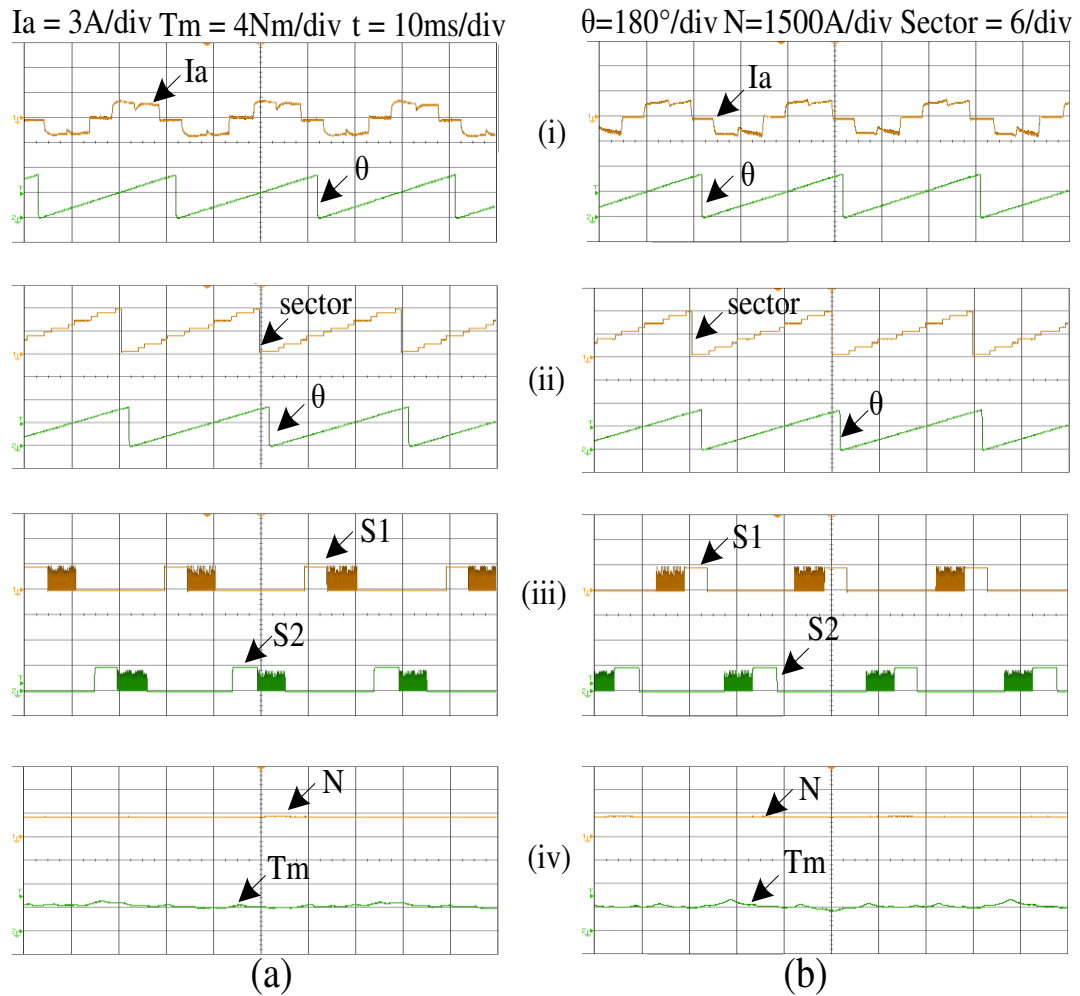 Ia = 3A/div Tm = 4Nm/div t = 10ms/div
θ=180°/div N=1500A/div Sector = 6/div
Ia
θ
(i)
Ia
θ
sector
θ
(ii)
sector
θ
S1
S2
(iii)
S1
S2
N
Tm
(iv)
N
Tm
(a)
(b)